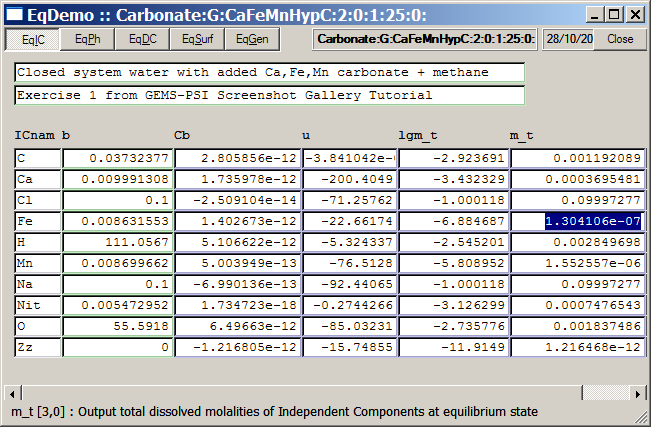 EqDemo :: Carbonate:G:CaFeMnHypC:2:0:1:25:0:
EqIC EqPh EqDC EqSurf EqGen Carbonate:G:CaFeMnHypC:2:0:1:25:0: 28/10/20 Close
Closed system water with added Ca,Fe,Mn carbonate + methane
Exercise 1 from GEMS-PSI Screenshot Gallery Tutorial
ICnam b Cb u lgm_t m_t
C 0.03732377 2.805856e-12 -3.841042e- -2.923691 0.001192089
Ca 0.009991308 1.735978e-12 -200.4049 -3.432329 0.0003695481
Cl 0.1 -2.509104e-14 -71.25762 -1.000118 0.09997277
Fe 0.008631553 1.402673e-12 -22.66174 -6.884687 1.304106e-07
H 111.0567 5.106622e-12 -5.324337 -2.545201 0.002849698
Mn 0.008699662 5.003949e-13 -76.5128 -5.808952 1.552557e-06
Na 0.1 -6.990136e-13 -92.44065 -1.000118 0.09997277
Nit 0.005472952 1.734723e-18 -0.2744266 -3.126299 0.0007476543
O 55.5918 6.49663e-12 -85.03231 -2.735776 0.001837486
Zz 0 -1.216805e-12 -15.74855 -11.9149 1.216468e-12
m_t [3,0] : Output total dissolved molalities of Independent Components at equilibrium state